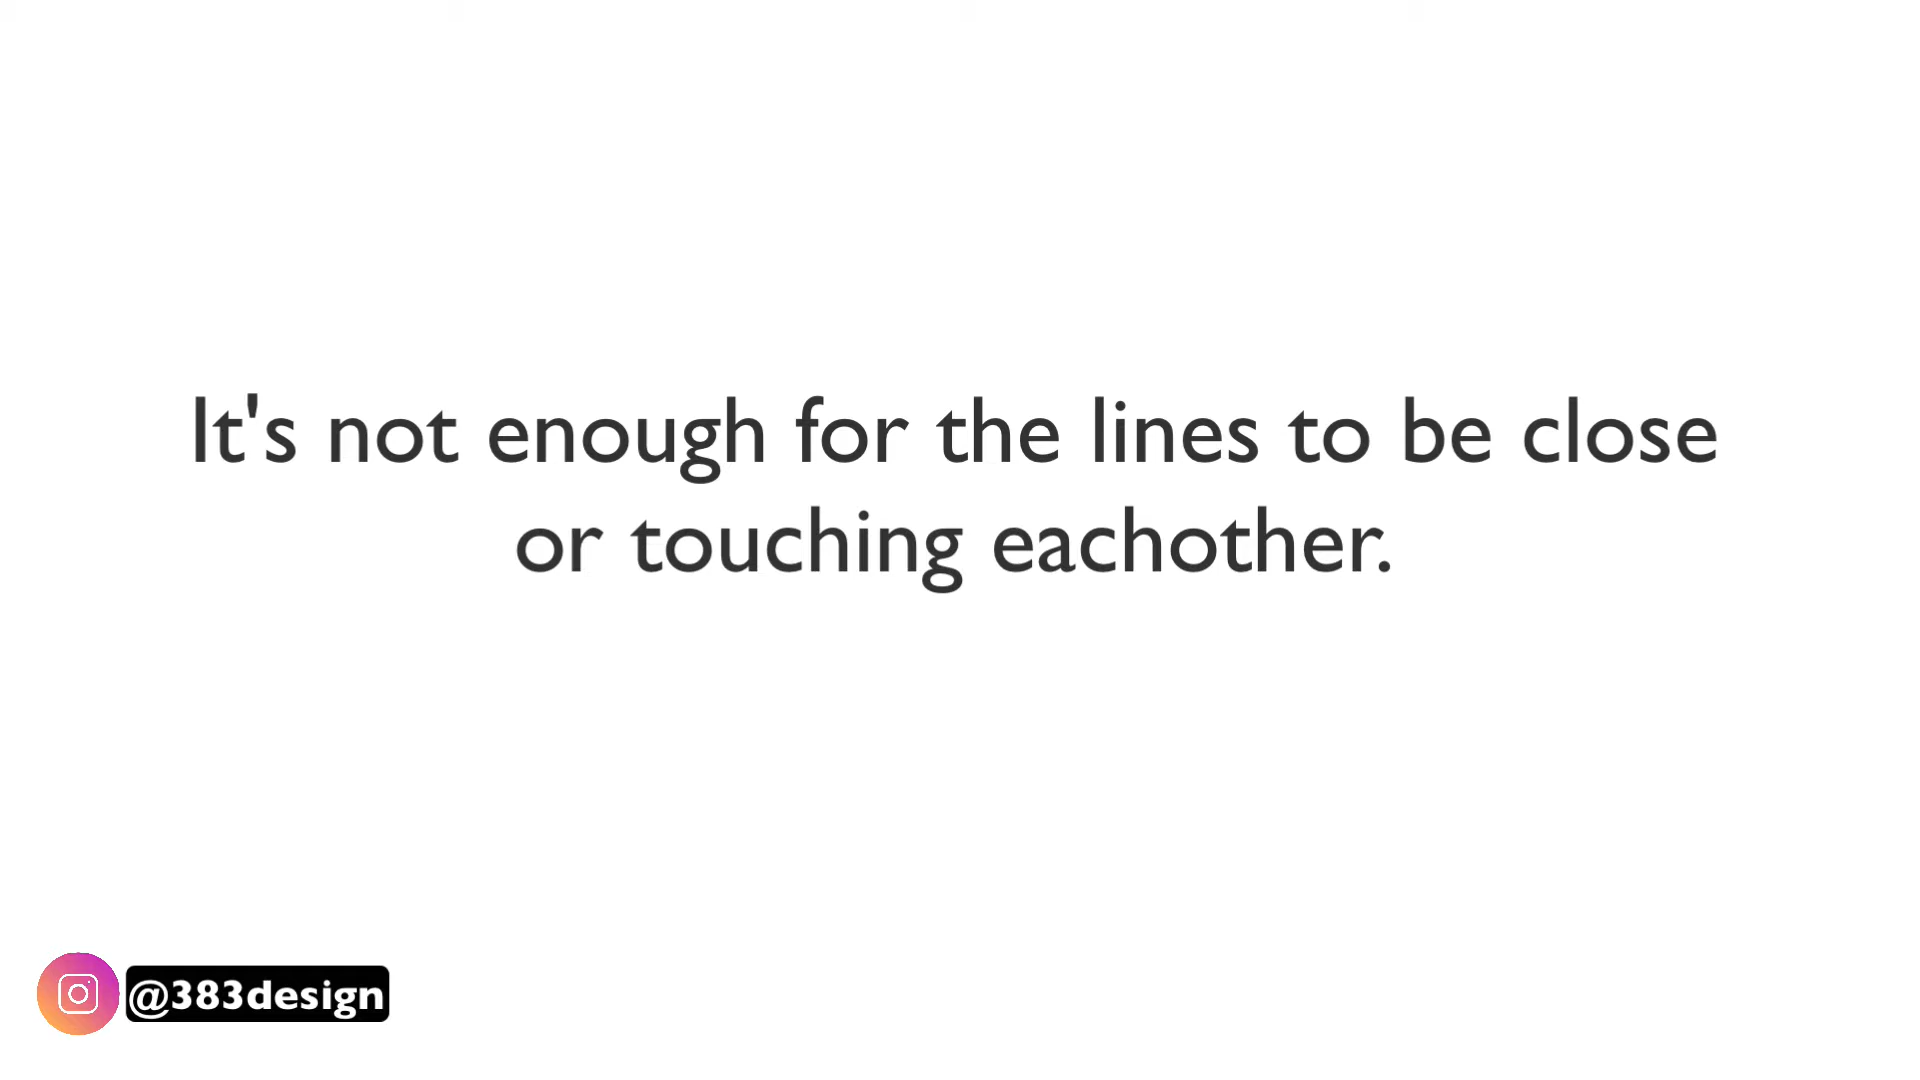 It's not enough for the lines to be close
or touching eachother.
@383design